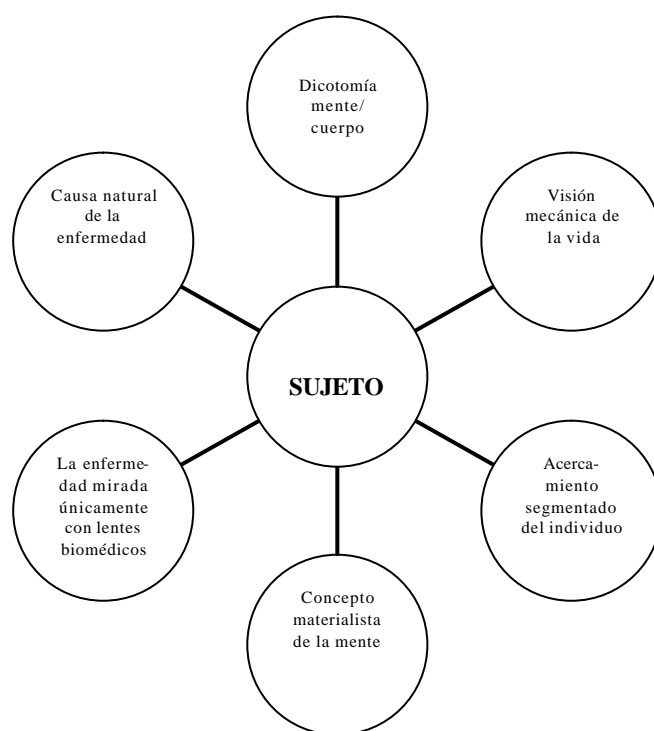 Dicotomía
mente/
cuerpo
Causa natural
de la
enfermedad
Visión
mecánica de
la vida
SUJETO
La enferme-
dad mirada
únicamente
con lentes
biomédicos
Acerca-
miento
segmentado
del individuo
Concepto
materialista
de la mente